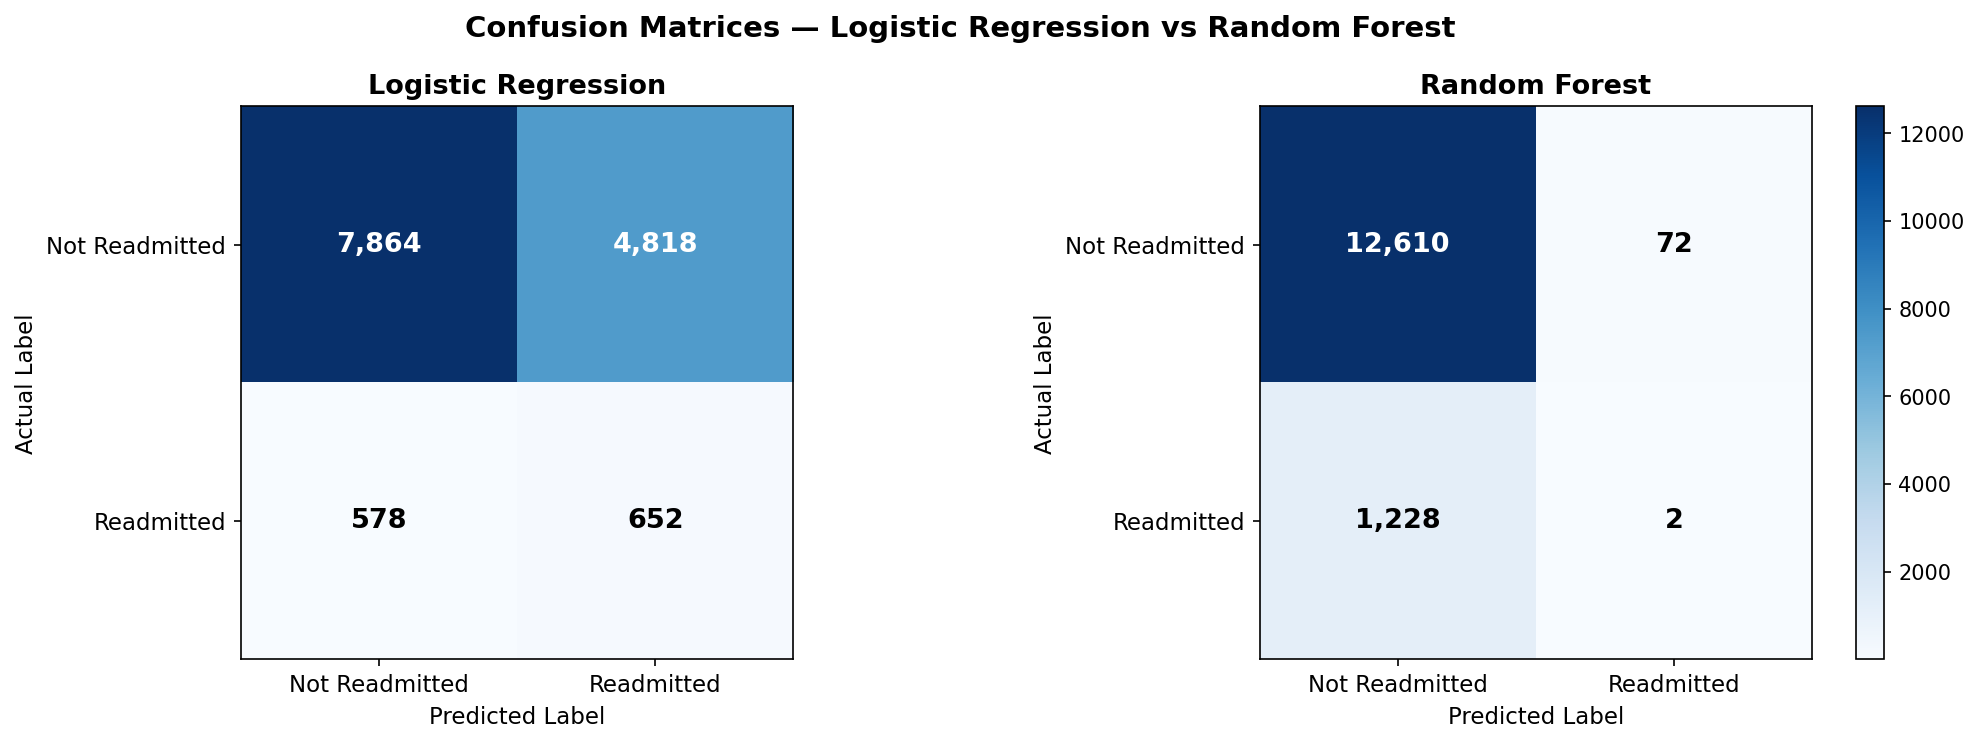 Confusion Matrices — Logistic Regression vs Random Forest
Logistic Regression
Not Readmitted
7,864
4,818
Readmitted
578
652
Actual Label
Not Readmitted
Readmitted
Predicted Label
Random Forest
Not Readmitted
12,610
72
Readmitted
1,228
2
Actual Label
Not Readmitted
Readmitted
Predicted Label
12000
10000
8000
6000
4000
2000